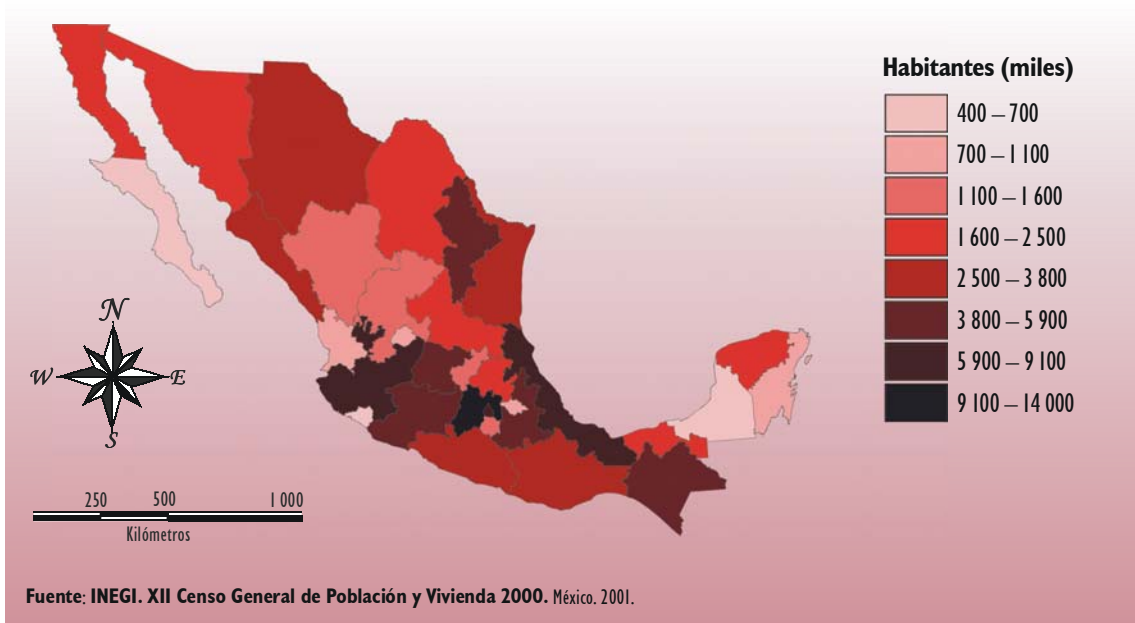 Habitantes (miles)
400 – 700
700 – 1 100
1 100 – 1 600
1 600 – 2 500
2 500 – 3 800
3 800 – 5 900
5 900 – 9 100
9 100 – 14 000
N
W E
S
250 500 1 000
Kilómetros
Fuente: INEGI. XII Censo General de Población y Vivienda 2000. México. 2001.